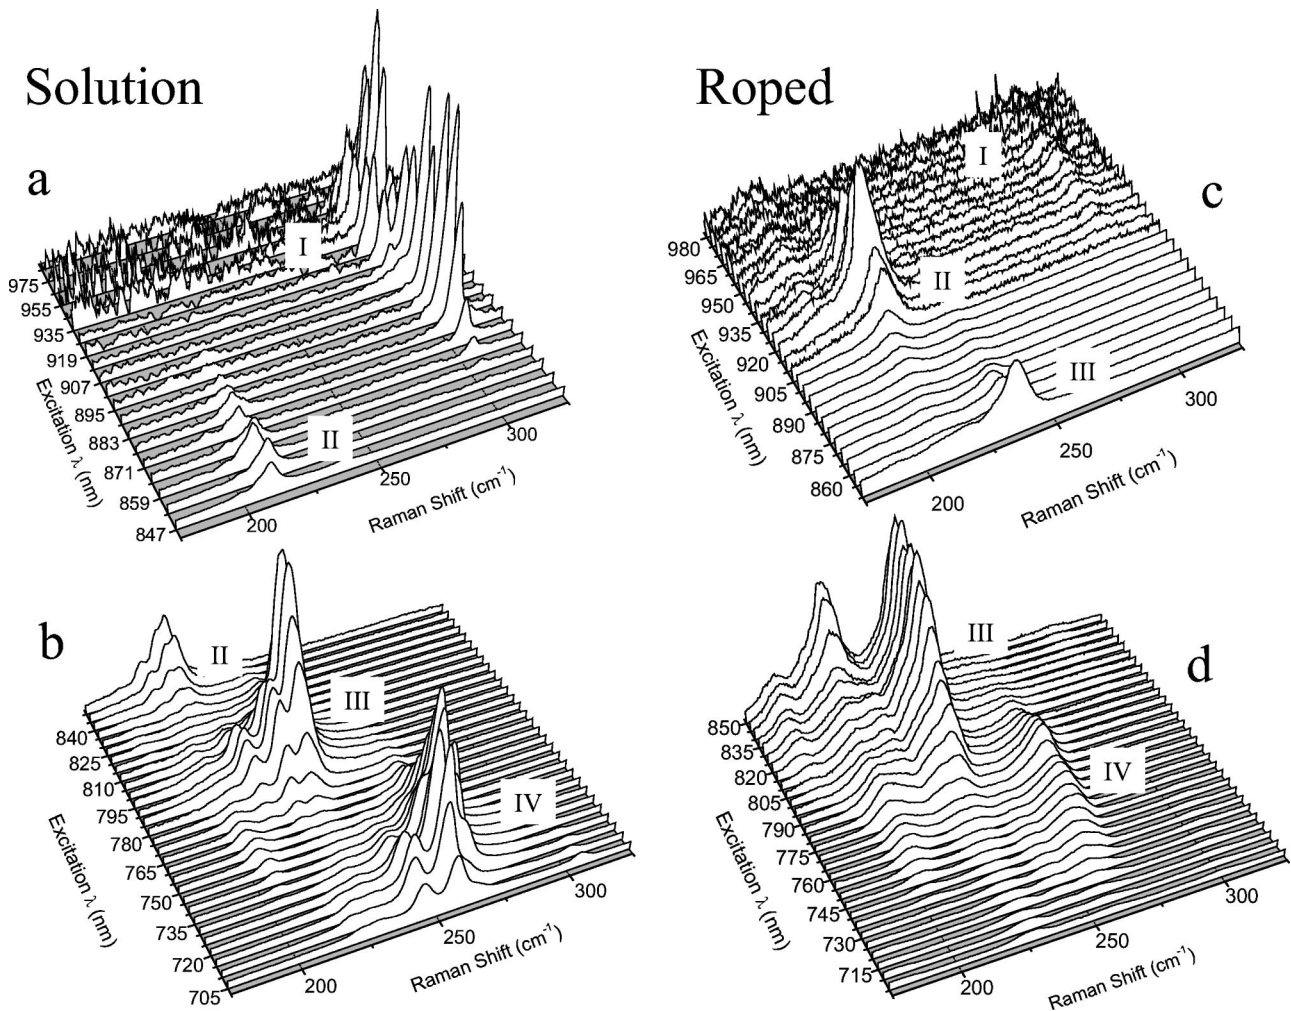 Solution
a
I
II
975
955
935
919
907
895
883
871
859
847
Excitation λ (nm)
200
250
300
Raman Shift (cm⁻¹)
Roped
c
I
II
III
980
965
950
935
920
905
890
875
860
Excitation λ (nm)
200
250
300
Raman Shift (cm⁻¹)
b
II
III
IV
840
825
810
795
780
765
750
735
720
705
Excitation λ (nm)
200
250
300
Raman Shift (cm⁻¹)
d
III
IV
850
835
820
805
790
775
760
745
730
715
Excitation λ (nm)
200
250
300
Raman Shift (cm⁻¹)